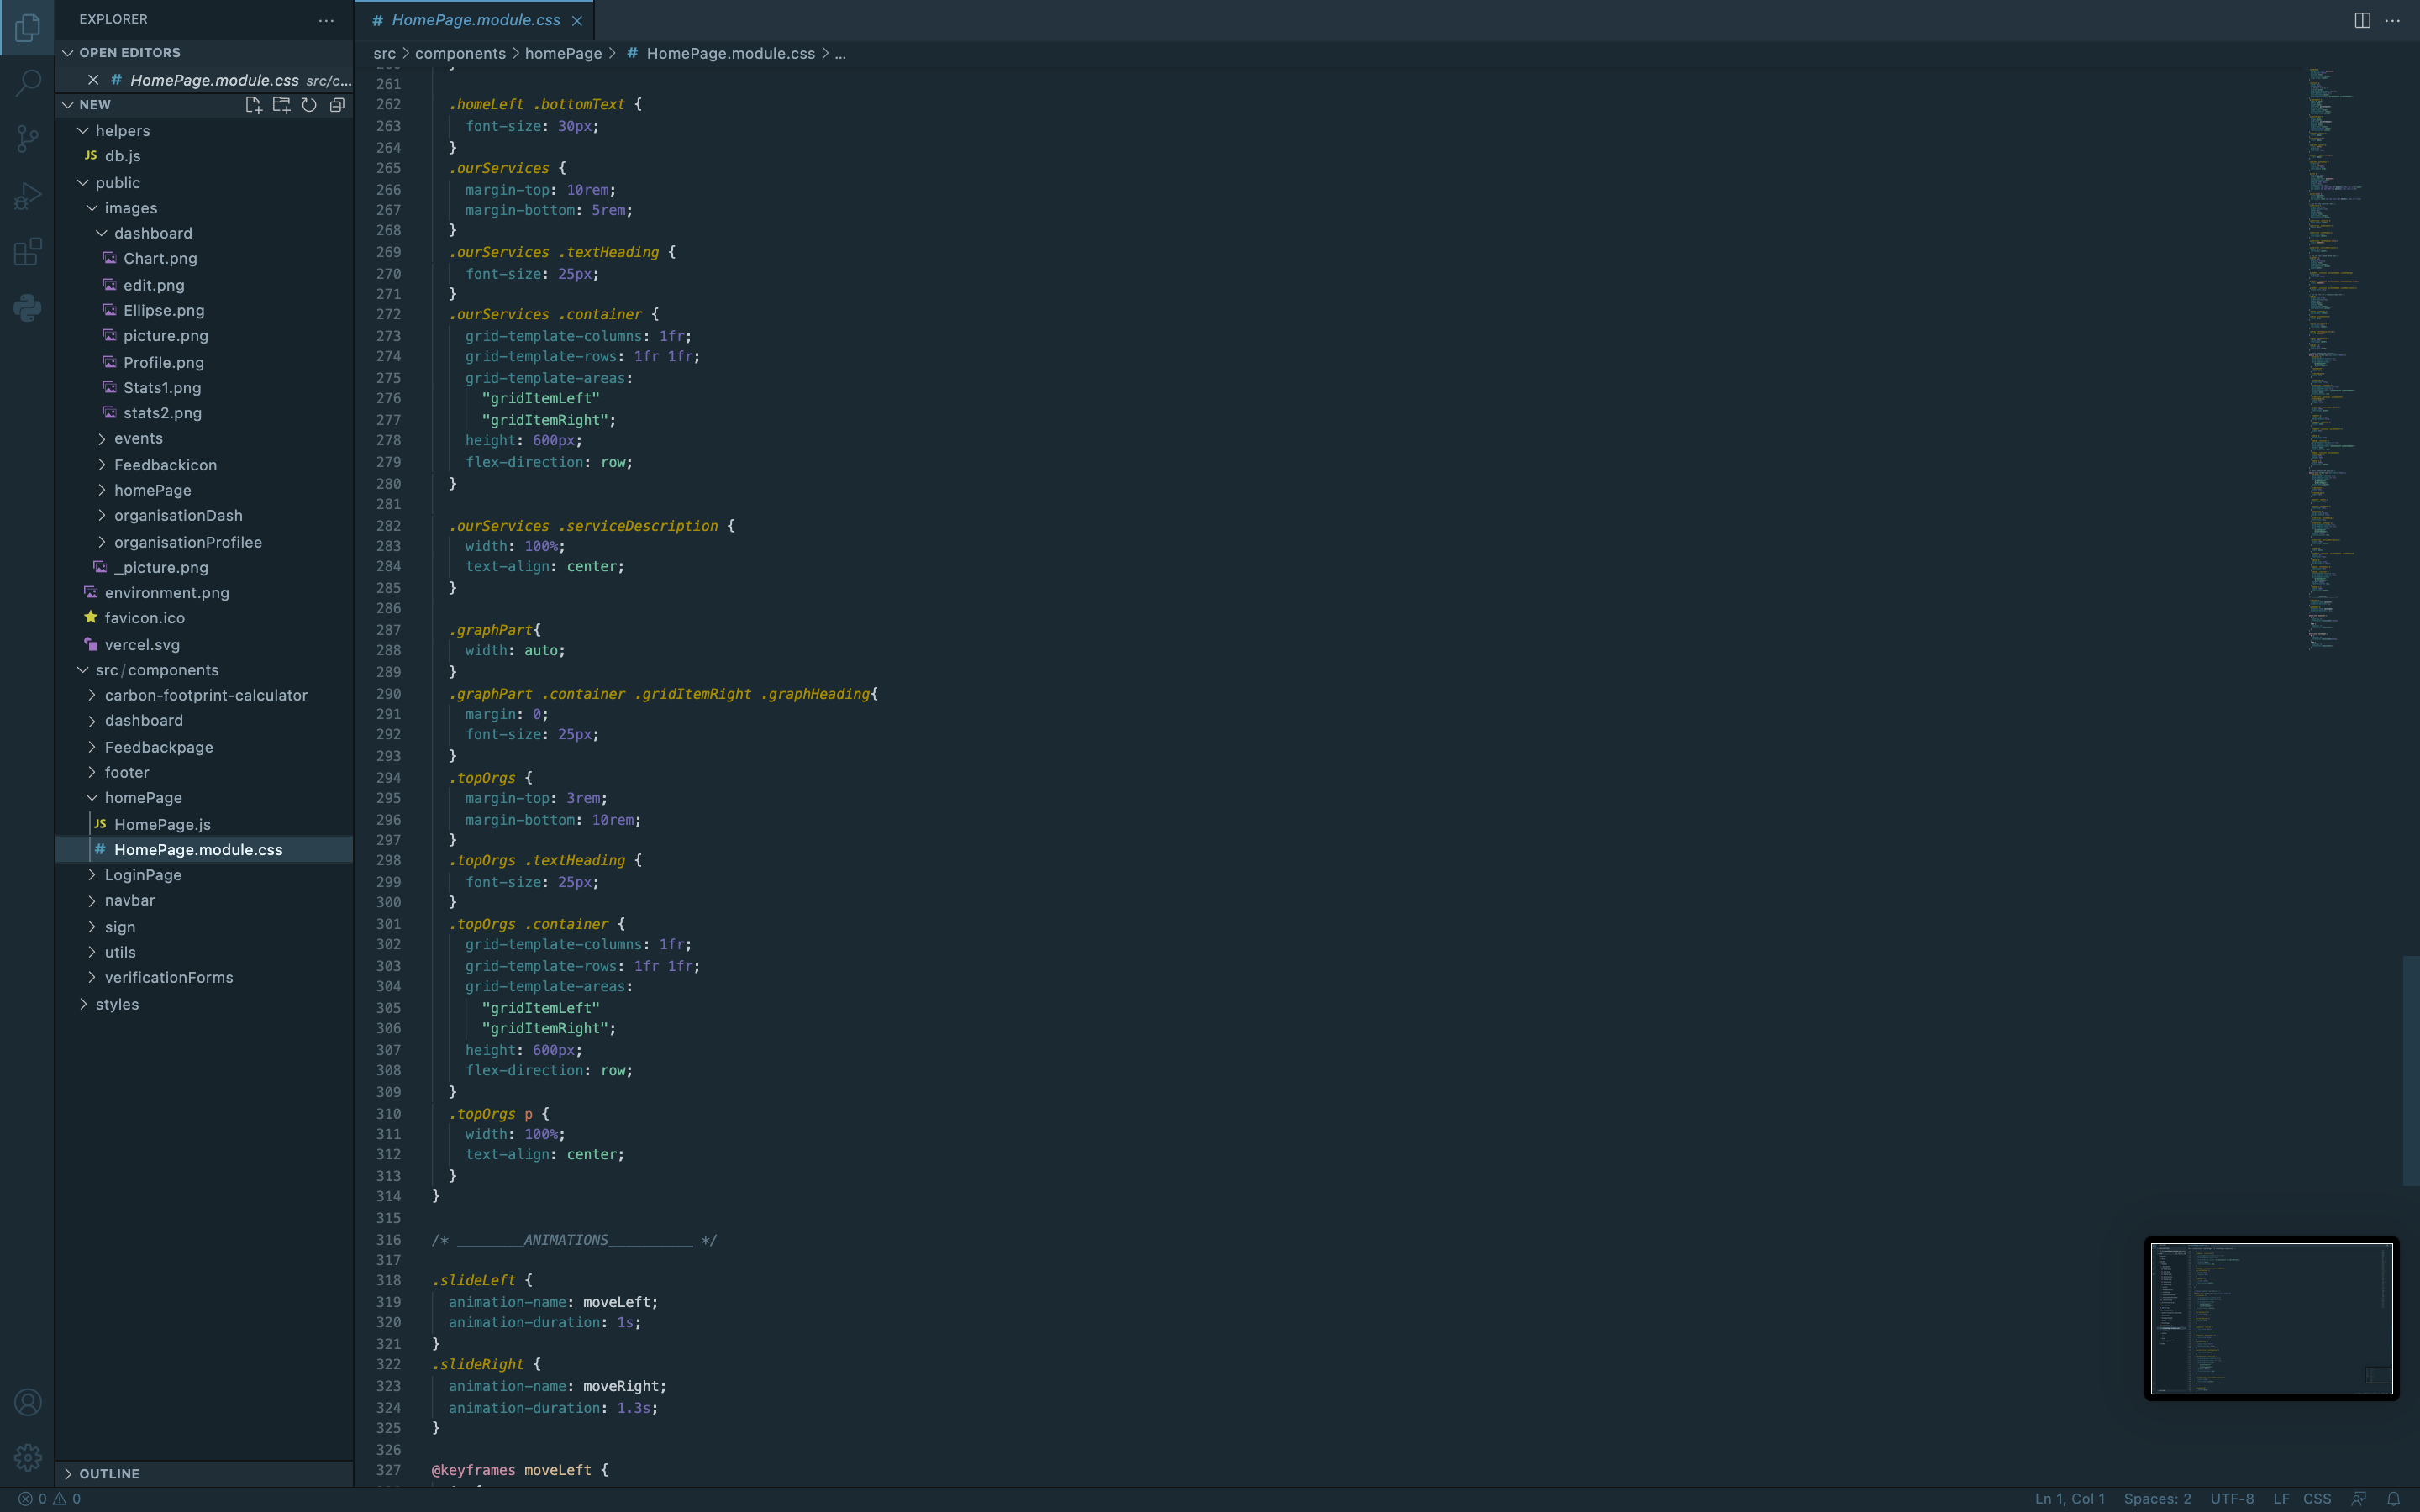 EXPLORER
OPEN EDITORS
HomePage.module.css src/c...
NEW
helpers
JS db.js
public
images
dashboard
Chart.png
edit.png
Ellipse.png
picture.png
Profile.png
Stats1.png
stats2.png
events
Feedbackicon
homePage
organisationDash
organisationProfilee
_picture.png
environment.png
favicon.ico
vercel.svg
src/components
carbon-footprint-calculator
dashboard
Feedbackpage
footer
homePage
JS HomePage.js
# HomePage.module.css
LoginPage
navbar
sign
utils
verificationForms
styles
OUTLINE
# HomePage.module.css
src > components > homePage > # HomePage.module.css > ...
261
262 .homeLeft .bottomText {
263 font-size: 30px;
264 }
265 .ourServices {
266 margin-top: 10rem;
267 margin-bottom: 5rem;
268 }
269 .ourServices .textHeading {
270 font-size: 25px;
271 }
272 .ourServices .container {
273 grid-template-columns: 1fr;
274 grid-template-rows: 1fr 1fr;
275 grid-template-areas:
276 "gridItemLeft"
277 "gridItemRight";
278 height: 600px;
279 flex-direction: row;
280 }
281
282 .ourServices .serviceDescription {
283 width: 100%;
284 text-align: center;
285 }
286
287 .graphPart{
288 width: auto;
289 }
290 .graphPart .container .gridItemRight .graphHeading{
291 margin: 0;
292 font-size: 25px;
293 }
294 .topOrgs {
295 margin-top: 3rem;
296 margin-bottom: 10rem;
297 }
298 .topOrgs .textHeading {
299 font-size: 25px;
300 }
301 .topOrgs .container {
302 grid-template-columns: 1fr;
303 grid-template-rows: 1fr 1fr;
304 grid-template-areas:
305 "gridItemLeft"
306 "gridItemRight";
307 height: 600px;
308 flex-direction: row;
309 }
310 .topOrgs p {
311 width: 100%;
312 text-align: center;
313 }
314 }
315
316 /* ________ANIMATIONS__________ */
317
318 .slideLeft {
319 animation-name: moveLeft;
320 animation-duration: 1s;
321 }
322 .slideRight {
323 animation-name: moveRight;
324 animation-duration: 1.3s;
325 }
326
327 @keyframes moveLeft {
0 0
Ln 1, Col 1 Spaces: 2 UTF-8 LF CSS